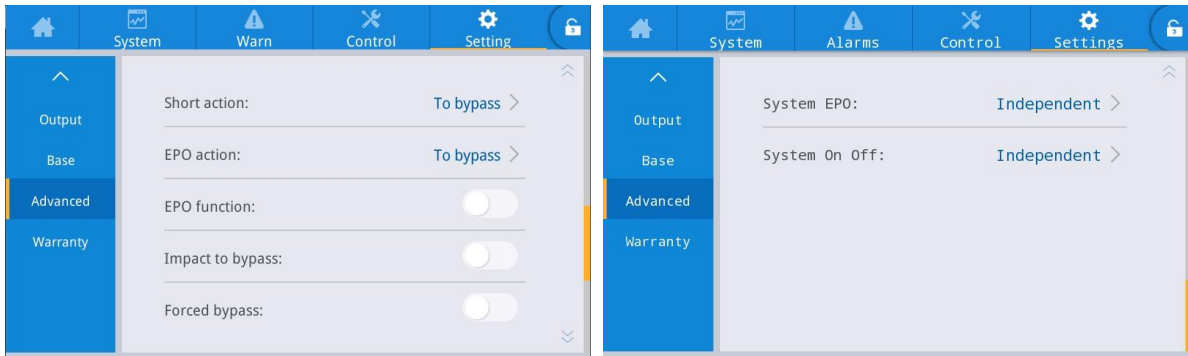 System Warn Control Setting
Output
Base
Advanced
Warranty
Short action: To bypass
EPO action: To bypass
EPO function:
Impact to bypass:
Forced bypass:
System Alarms Control Settings
Output
Base
Advanced
Warranty
System EPO: Independent
System On Off: Independent